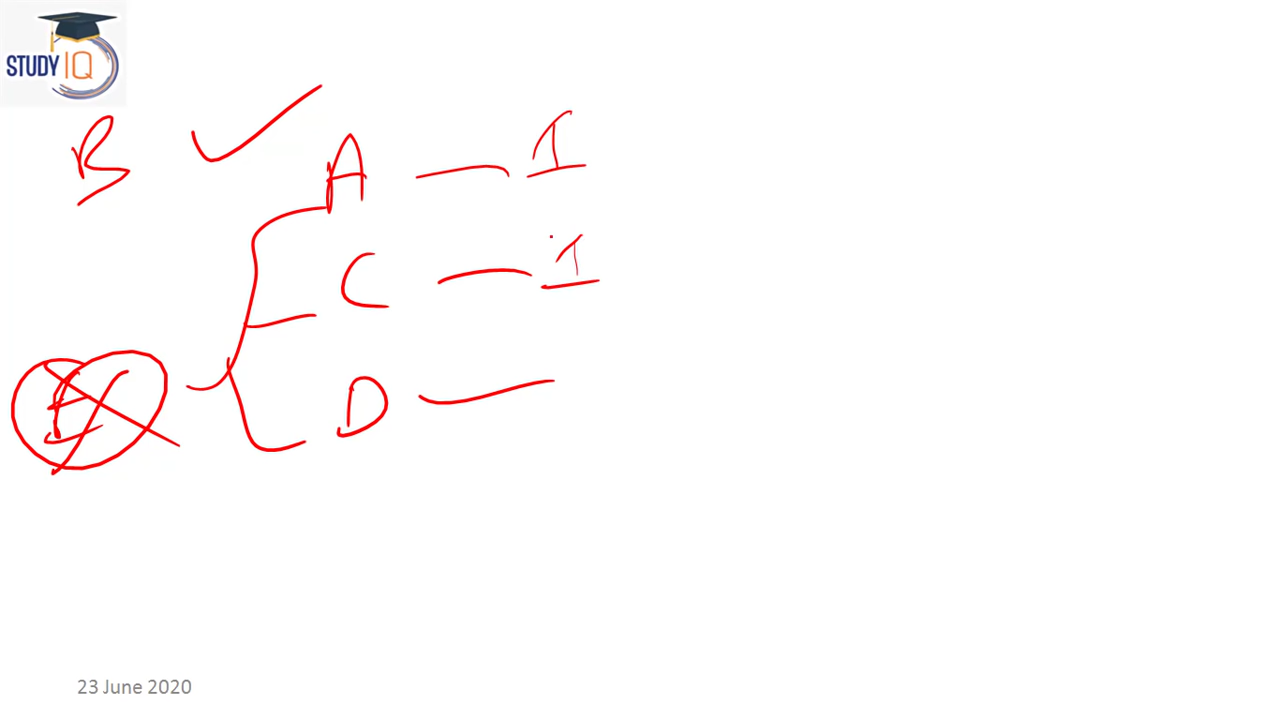 STUDY IQ
B
A — I
C — I
D —
23 June 2020